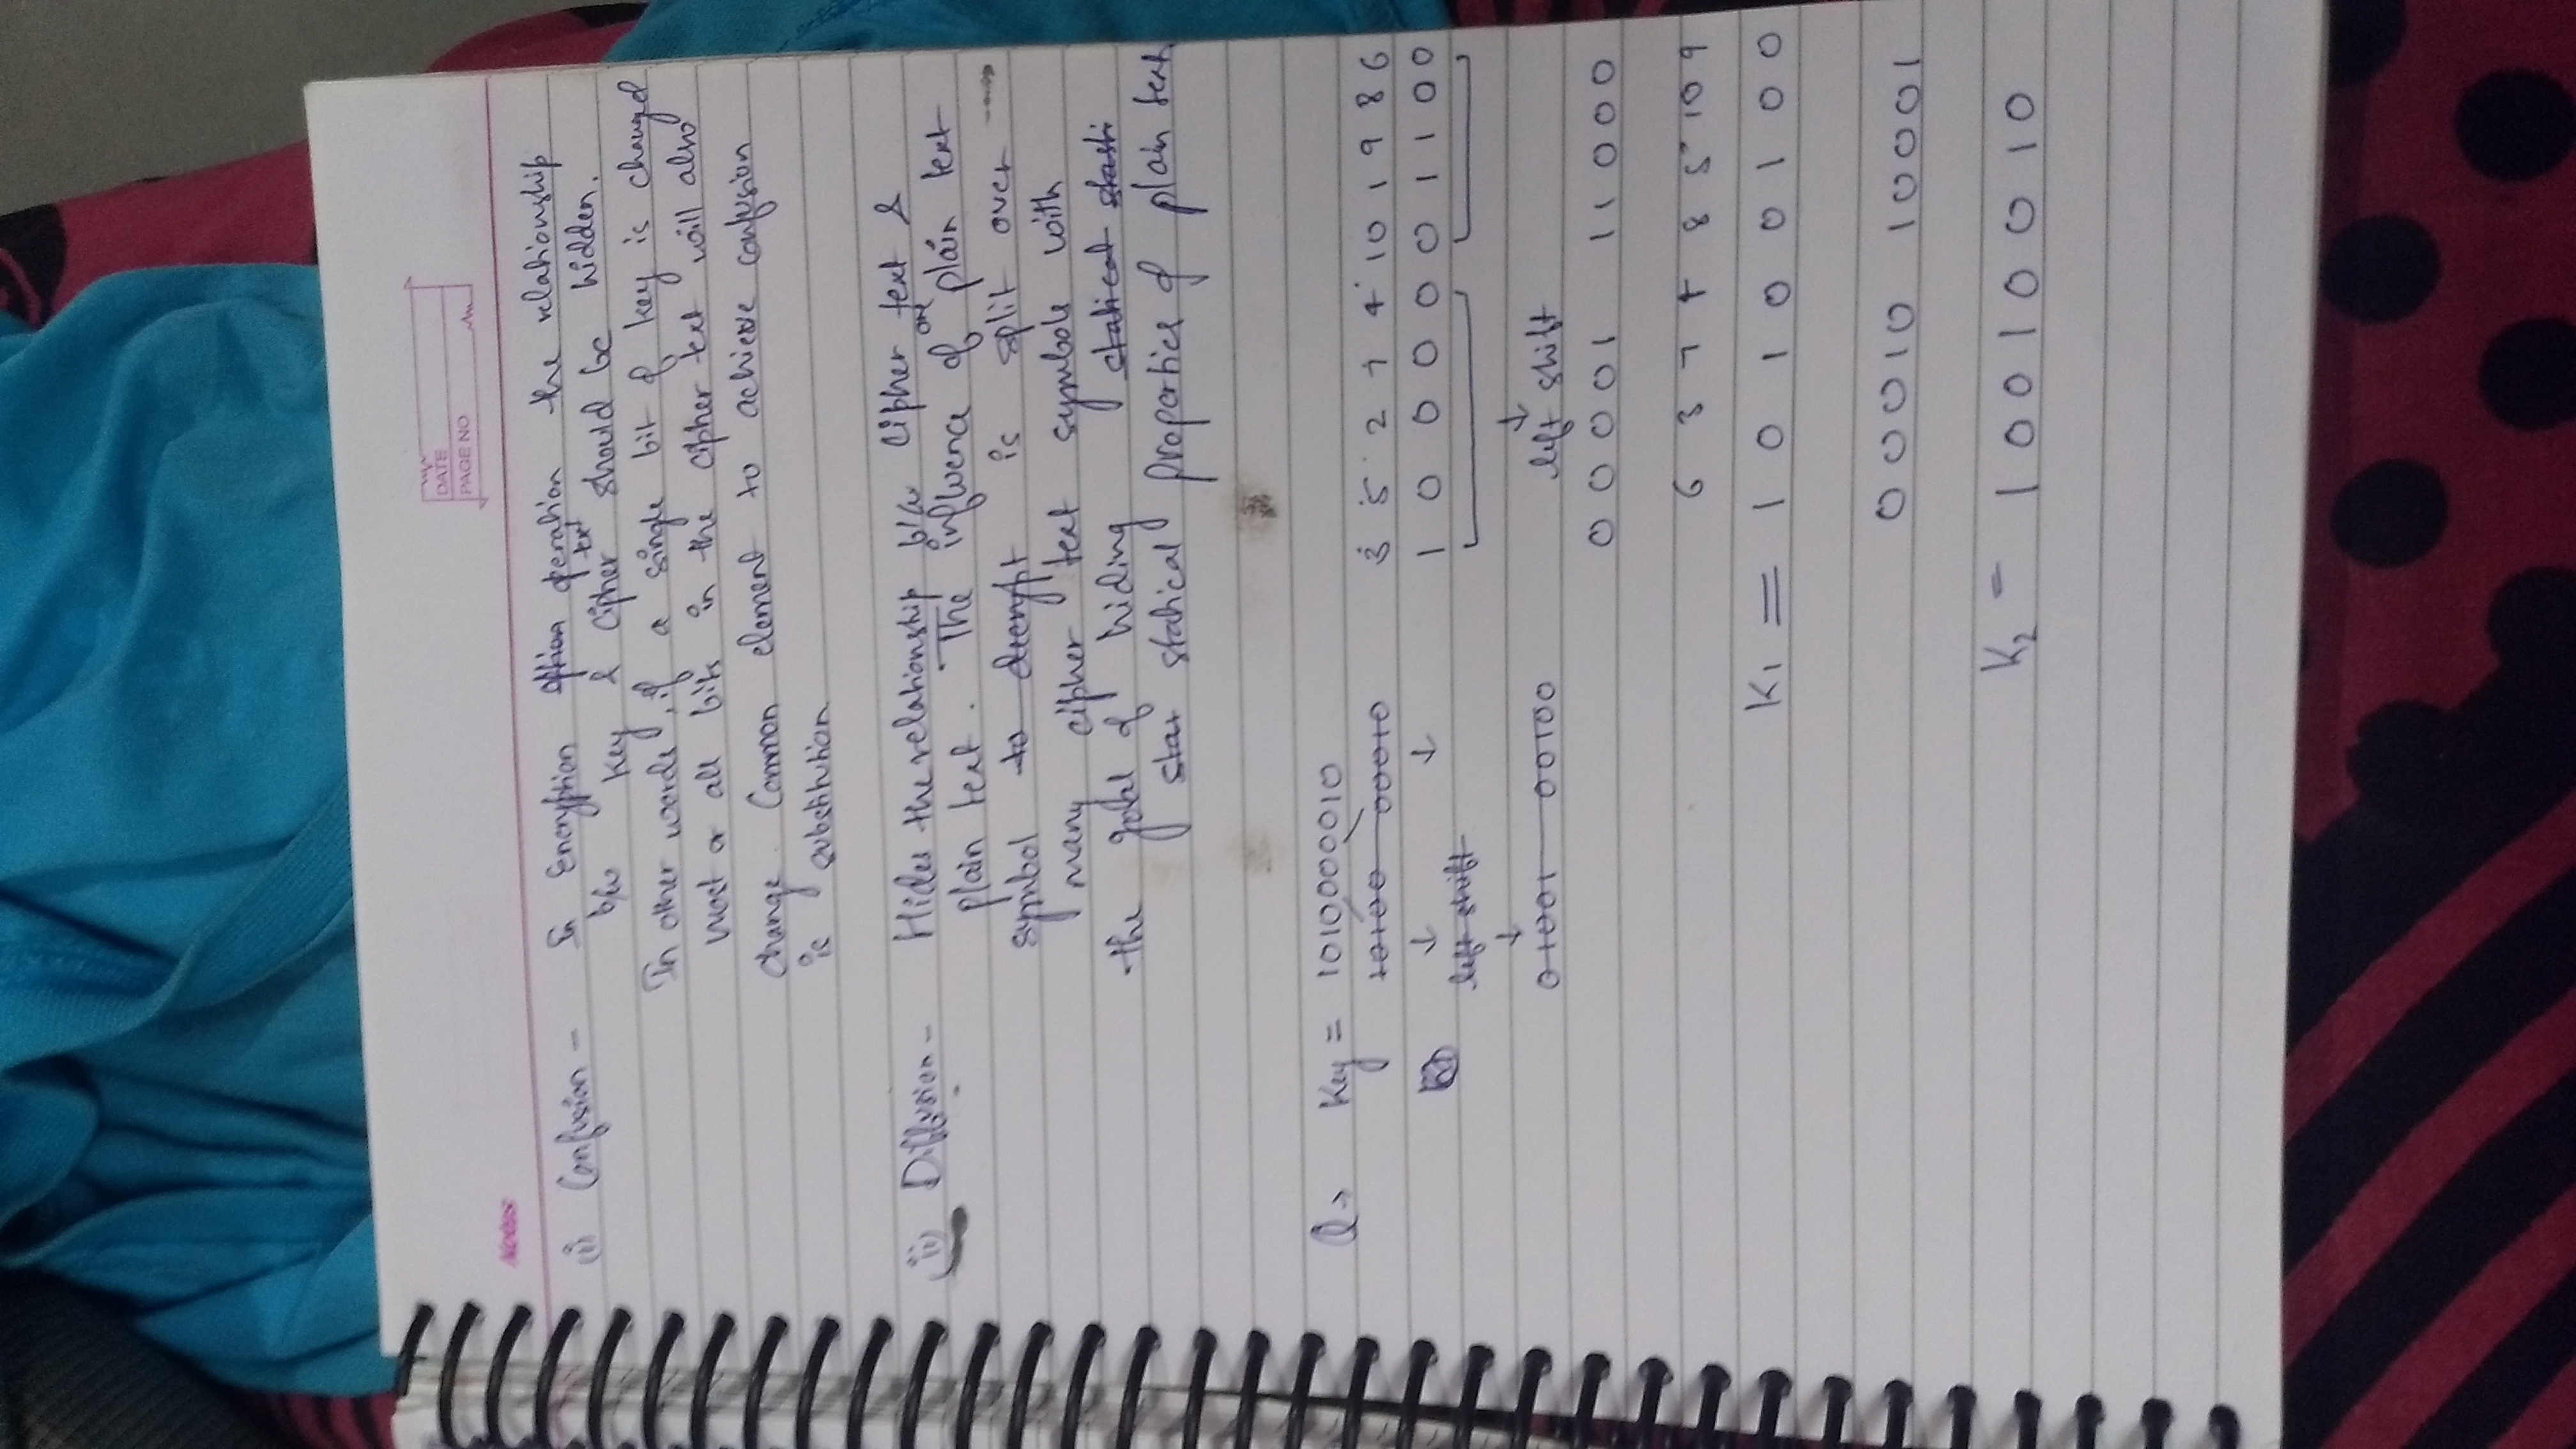 DATE
PAGE NO
NOTES
(i) Confusion - In Encryption option operation the relationship
b/w key & cipher text should be hidden.
In other words, if a single bit of key is changed
most or all bits in the cipher text will also
change. Common element to achieve confusion
is substitution
(ii) Diffusion - Hides the relationship b/w cipher text &
plain text. The influence of one plain text
symbol to decrypt is split over
many cipher text symbols with
the goal of hiding statical stasti
star statical properties of plain text
Q→ Key = 1010000010
10100 00010 3 5 2 7 4 10 1 9 8 6
↓ ↓ 1 0 0 0 0 0 1 1 0 0
left shift
↓ ↓
01001 00100 left shift
0 0 0 0 1 1 1 0 0 0
6 3 7 4 8 5 10 9
K1 = 1 0 1 0 0 1 0 0
0 0 0 1 0 1 0 0 0 1
K2 - 1 0 0 1 0 0 1 0